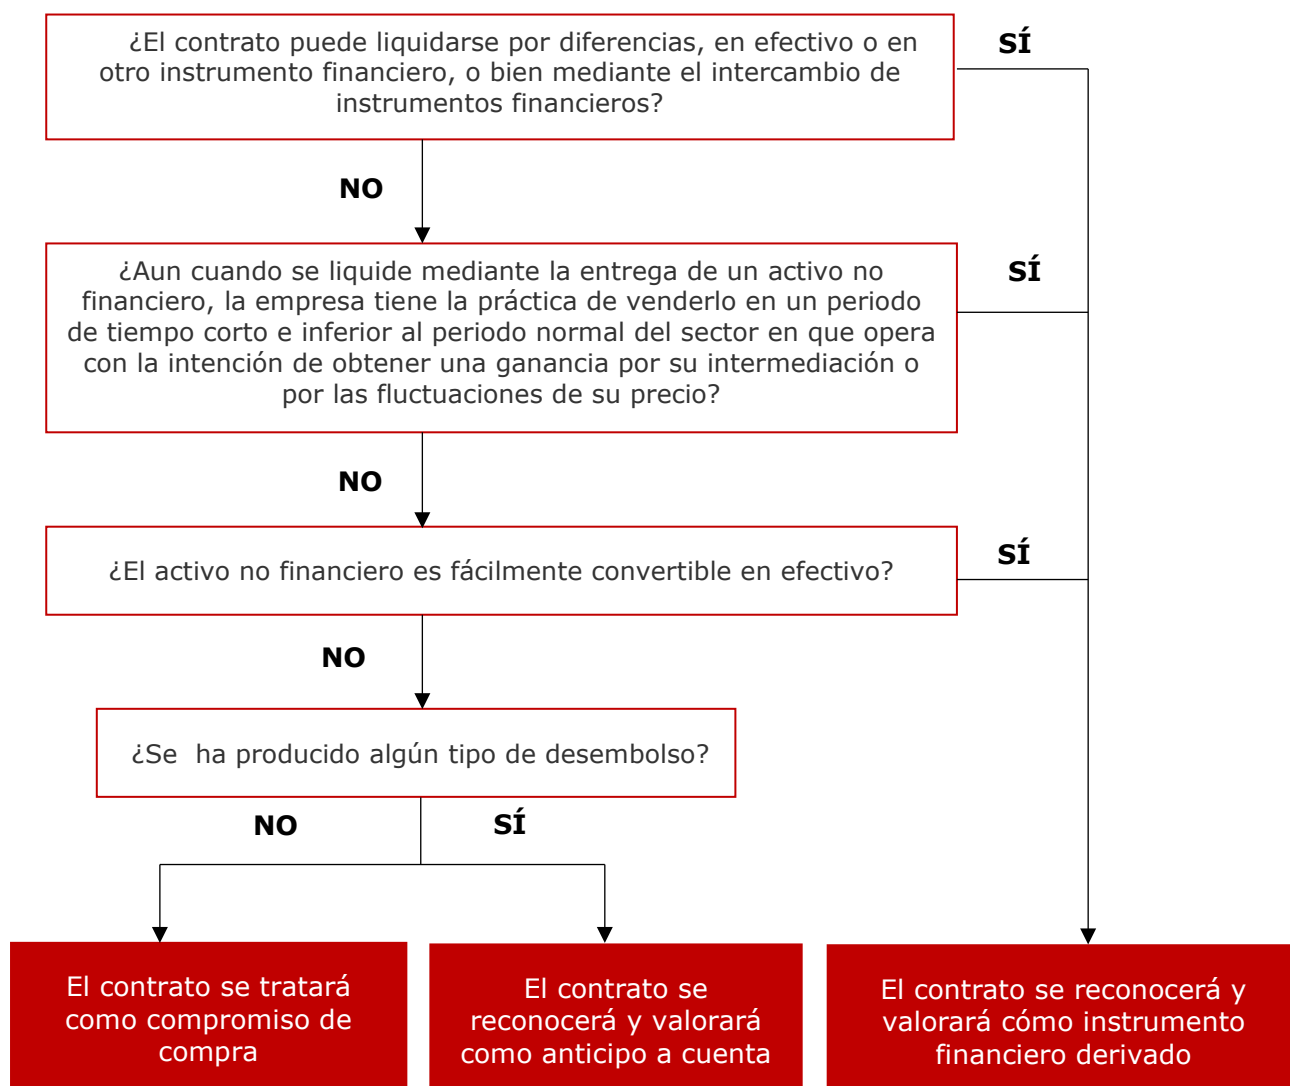 ¿El contrato puede liquidarse por diferencias, en efectivo o en
otro instrumento financiero, o bien mediante el intercambio de
instrumentos financieros?
SÍ
NO
¿Aun cuando se liquide mediante la entrega de un activo no
financiero, la empresa tiene la práctica de venderlo en un periodo
de tiempo corto e inferior al periodo normal del sector en que opera
con la intención de obtener una ganancia por su intermediación o
por las fluctuaciones de su precio?
SÍ
NO
¿El activo no financiero es fácilmente convertible en efectivo?
SÍ
NO
¿Se ha producido algún tipo de desembolso?
NO
SÍ
El contrato se tratará
como compromiso de
compra
El contrato se
reconocerá y valorará
como anticipo a cuenta
El contrato se reconocerá y
valorará cómo instrumento
financiero derivado